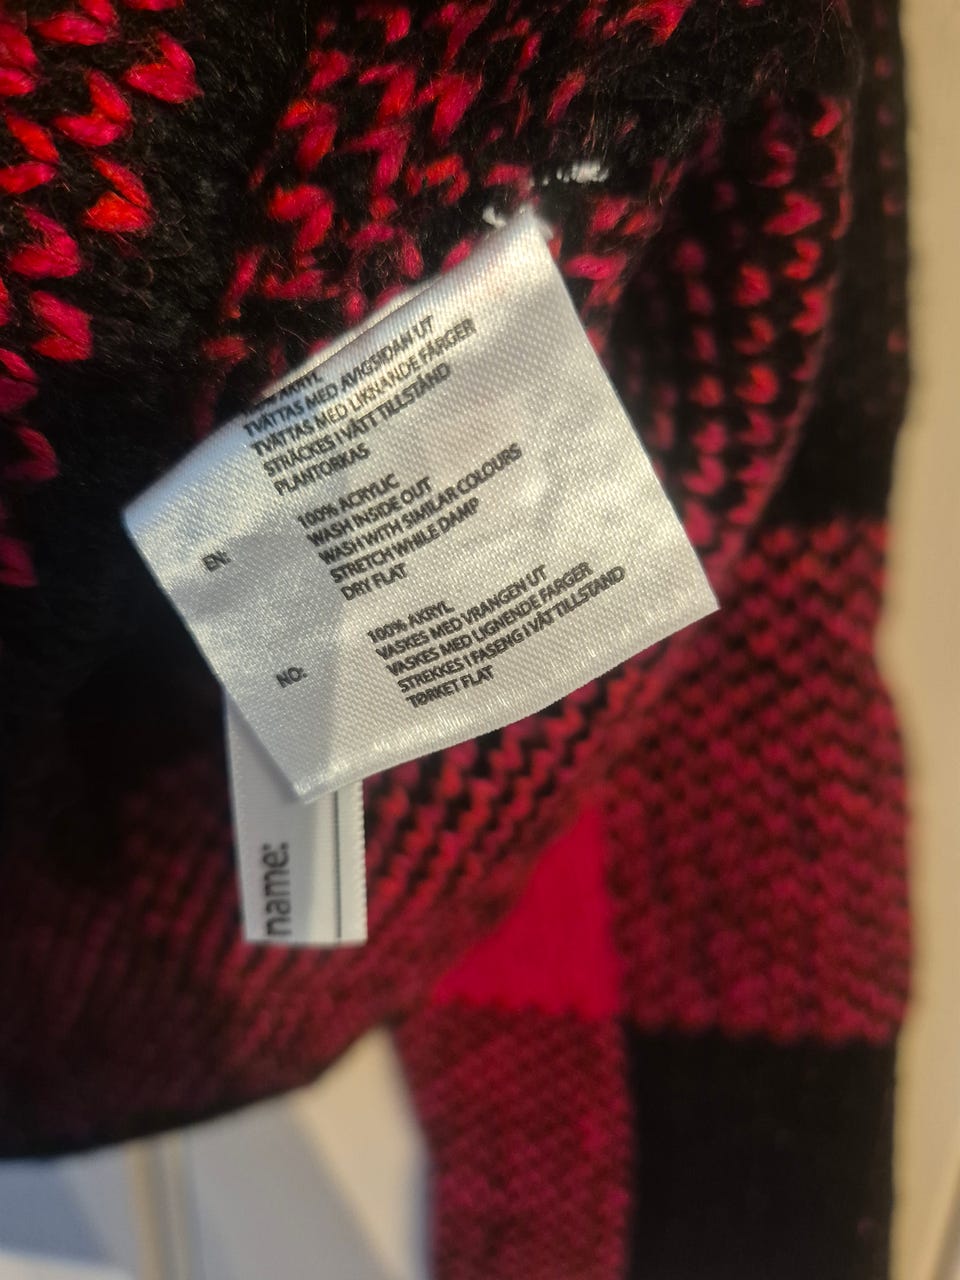 AKRYL
TVÄTTAS MED AVIGSIDAN UT
TVÄTTAS MED LIKNANDE FÄRGER
STRÄCKES I VÅTT TILLSTÅND
PLANTORKAS
EN:
100% ACRYLIC
WASH INSIDE OUT
WASH WITH SIMILAR COLOURS
STRETCH WHILE DAMP
DRY FLAT
NO:
100% AKRYL
VASKES MED VRANGEN UT
VASKES MED LIGNENDE FARGER
STREKKES I FASENG I VÅT TILLSTAND
TØRKET FLAT
name: